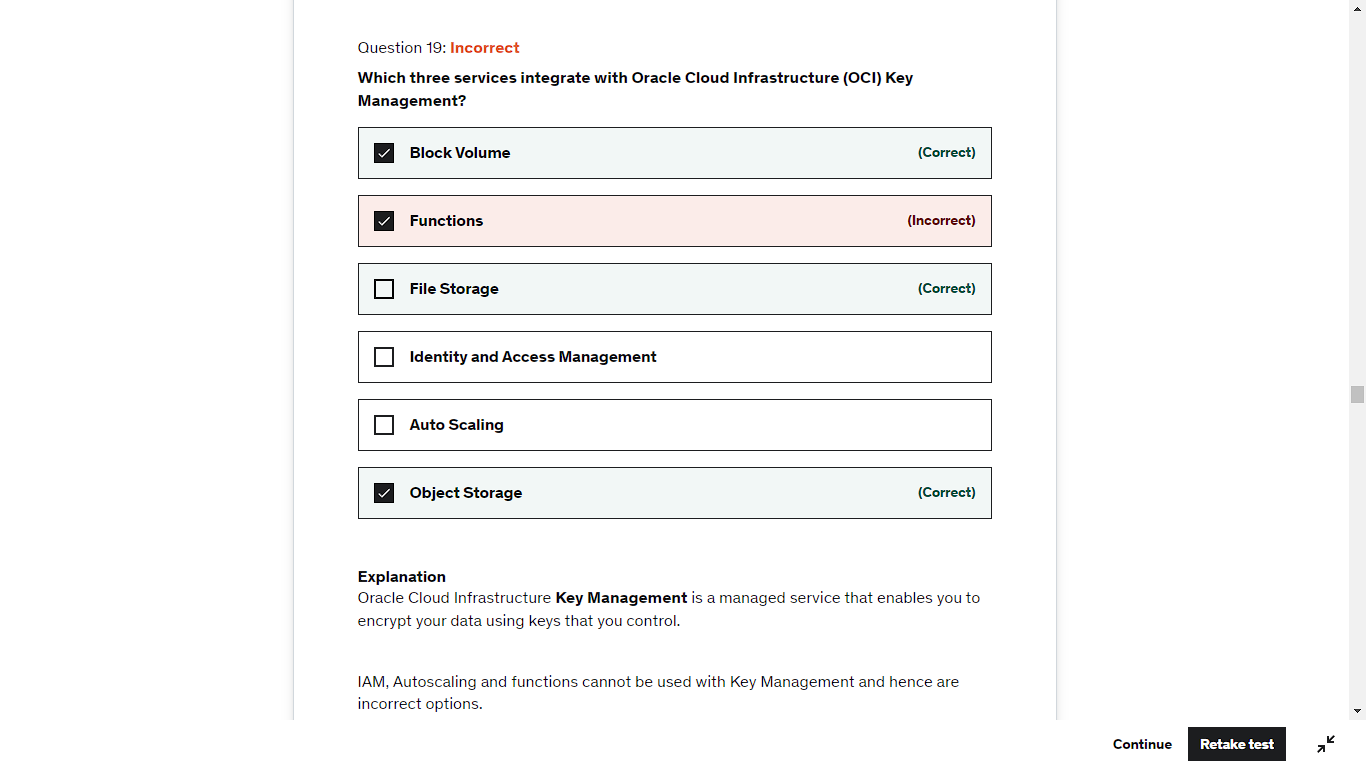 Question 19: Incorrect
Which three services integrate with Oracle Cloud Infrastructure (OCI) Key
Management?
Block Volume (Correct)
Functions (Incorrect)
File Storage (Correct)
Identity and Access Management
Auto Scaling
Object Storage (Correct)
Explanation
Oracle Cloud Infrastructure Key Management is a managed service that enables you to
encrypt your data using keys that you control.
IAM, Autoscaling and functions cannot be used with Key Management and hence are
incorrect options.
Continue Retake test